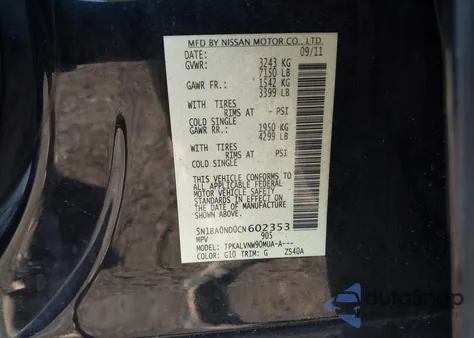 MFD BY NISSAN MOTOR CO., LTD.
DATE: 09/11
GVWR: 3243 KG
7150 LB
GAWR FR.: 1542 KG
3399 LB
WITH TIRES
RIMS AT - PSI
COLD SINGLE
GAWR RR.: 1950 KG
4299 LB
WITH TIRES
RIMS AT PSI
COLD SINGLE
THIS VEHICLE CONFORMS TO
ALL APPLICABLE FEDERAL
MOTOR VEHICLE SAFETY
STANDARDS IN EFFECT ON
THE DATE OF MANUFACTURE
SHOWN ABOVE.
5N1BA0ND0CN602353
MPV 905
MODEL: TPKALVNW90MUA-A---
COLOR: G10 TRIM: G ZS40A
autoSnap